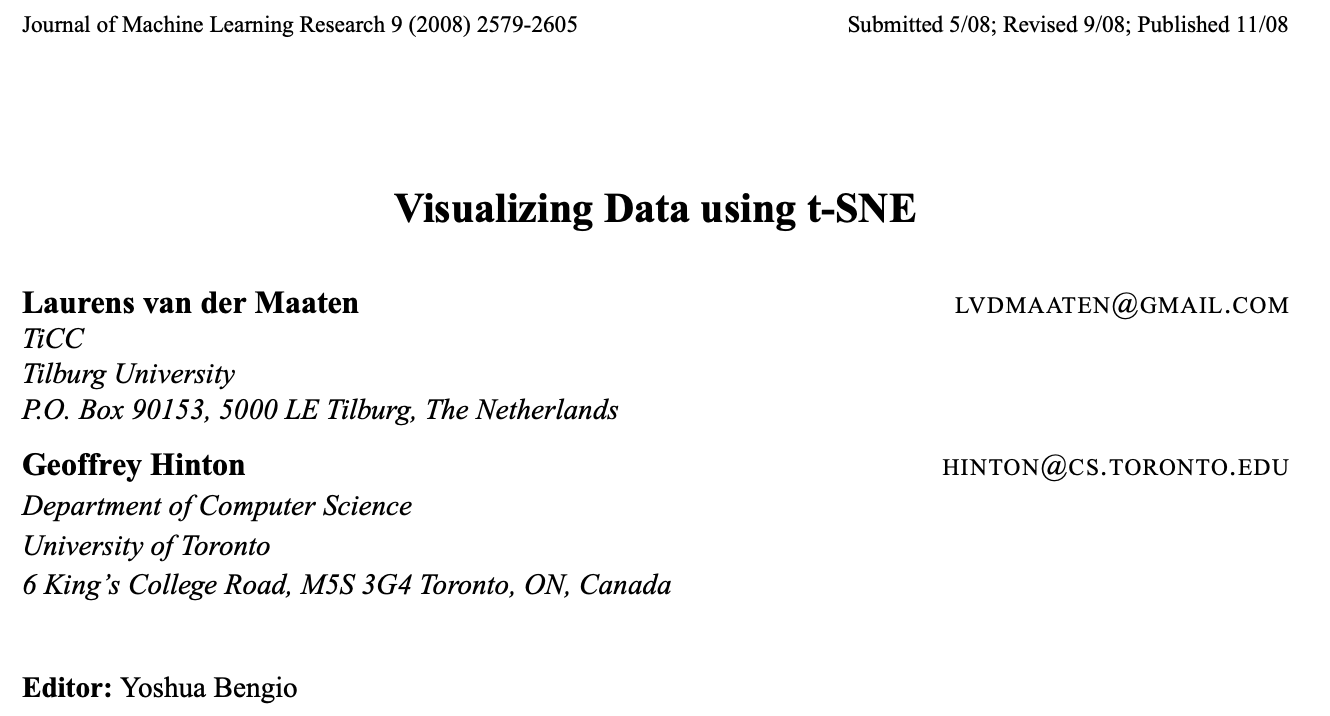 Journal of Machine Learning Research 9 (2008) 2579-2605 Submitted 5/08; Revised 9/08; Published 11/08
Visualizing Data using t-SNE
Laurens van der Maaten LVDMAATEN@GMAIL.COM
TiCC
Tilburg University
P.O. Box 90153, 5000 LE Tilburg, The Netherlands
Geoffrey Hinton HINTON@CS.TORONTO.EDU
Department of Computer Science
University of Toronto
6 King's College Road, M5S 3G4 Toronto, ON, Canada
Editor: Yoshua Bengio